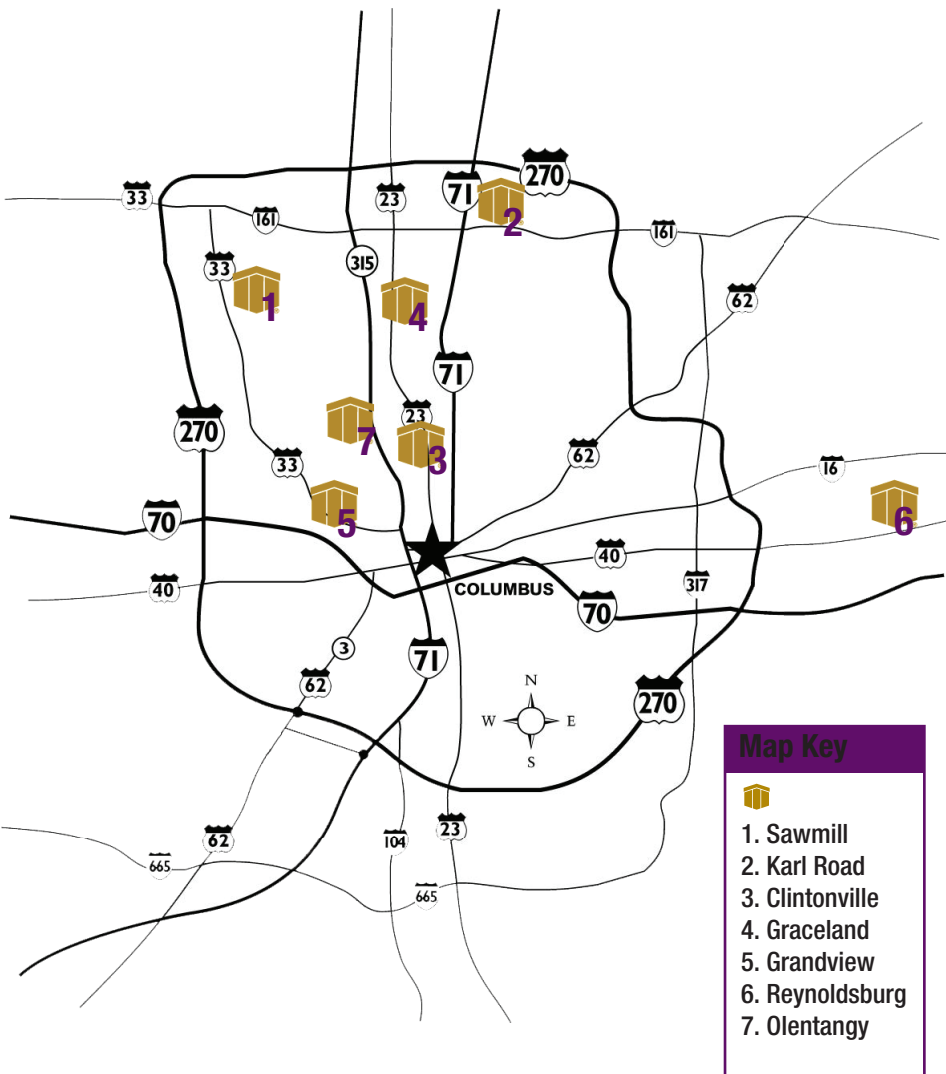 270
33
71
23
2
161
161
315
33
62
1
4
71
270
23
7
3
33
62
16
5
6
70
40
40
317
COLUMBUS
70
3
71
62
N
W
E
S
270
Map Key
1. Sawmill
2. Karl Road
3. Clintonville
4. Graceland
5. Grandview
6. Reynoldsburg
7. Olentangy
62
104
23
665
665